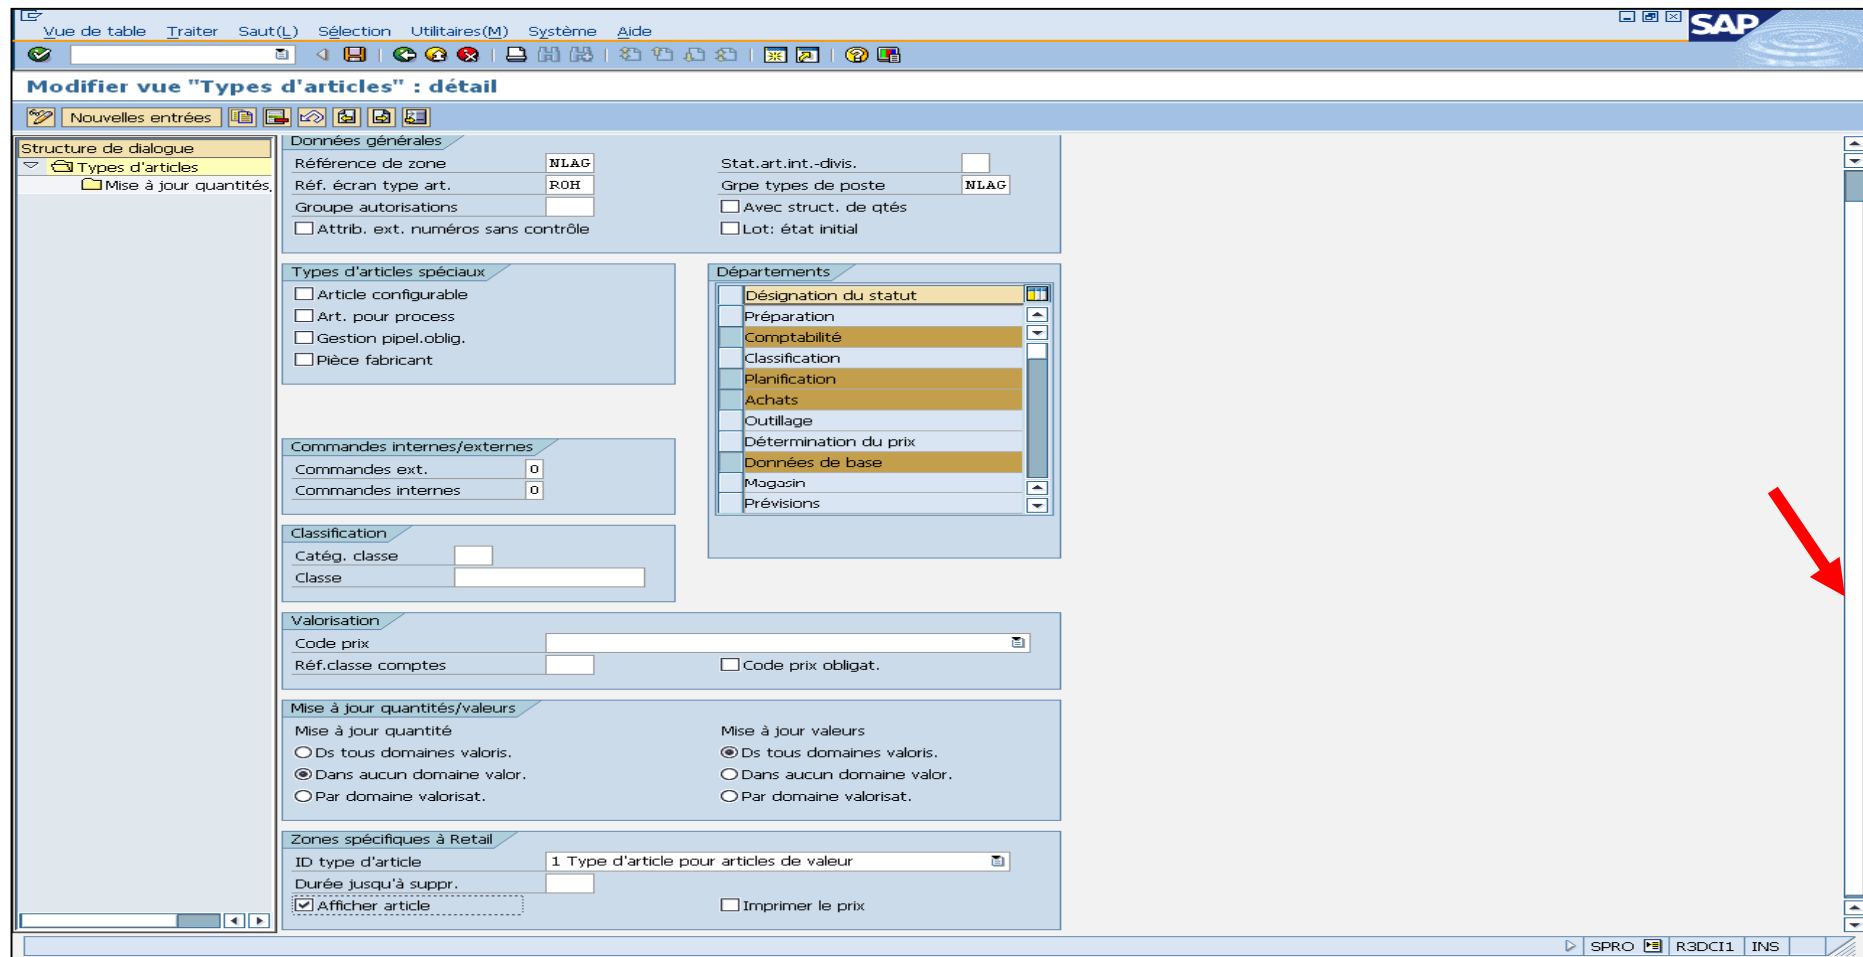 Vue de table Traiter Saut(L) Sélection Utilitaires(M) Système Aide
SAP
Modifier vue "Types d'articles" : détail
Nouvelles entrées
Structure de dialogue
Types d'articles
Mise à jour quantités,
Données générales
Référence de zone NLAG Stat.art.int.-divis.
Réf. écran type art. ROH Grpe types de poste NLAG
Groupe autorisations Avec struct. de qtés
Attrib. ext. numéros sans contrôle Lot: état initial
Types d'articles spéciaux
Article configurable
Art. pour process
Gestion pipel.oblig.
Pièce fabricant
Départements
Désignation du statut
Préparation
Comptabilité
Classification
Planification
Achats
Outillage
Détermination du prix
Données de base
Magasin
Prévisions
Commandes internes/externes
Commandes ext. 0
Commandes internes 0
Classification
Catég. classe
Classe
Valorisation
Code prix
Réf.classe comptes Code prix obligat.
Mise à jour quantités/valeurs
Mise à jour quantité Mise à jour valeurs
Ds tous domaines valoris. Ds tous domaines valoris.
Dans aucun domaine valor. Dans aucun domaine valor.
Par domaine valorisat. Par domaine valorisat.
Zones spécifiques à Retail
ID type d'article 1 Type d'article pour articles de valeur
Durée jusqu'à suppr.
Afficher article Imprimer le prix
SPRO R3DCI1 INS